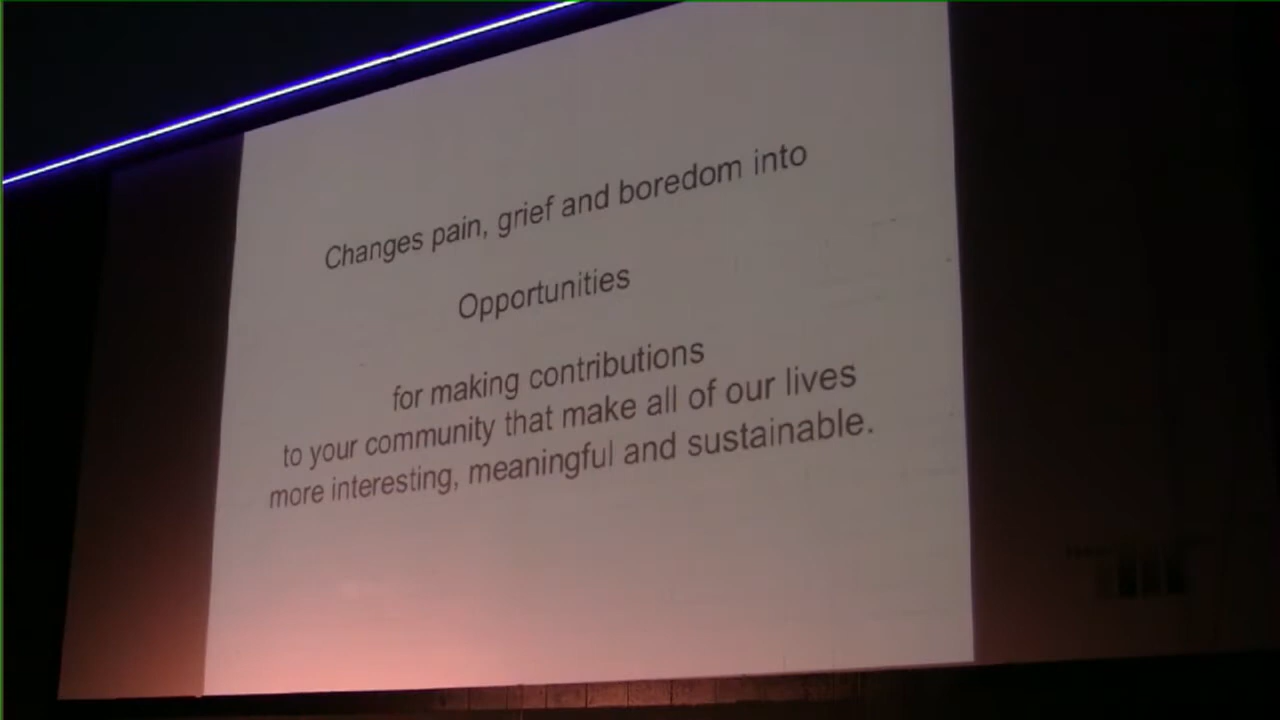 Changes pain, grief and boredom into
Opportunities
for making contributions
to your community that make all of our lives
more interesting, meaningful and sustainable.